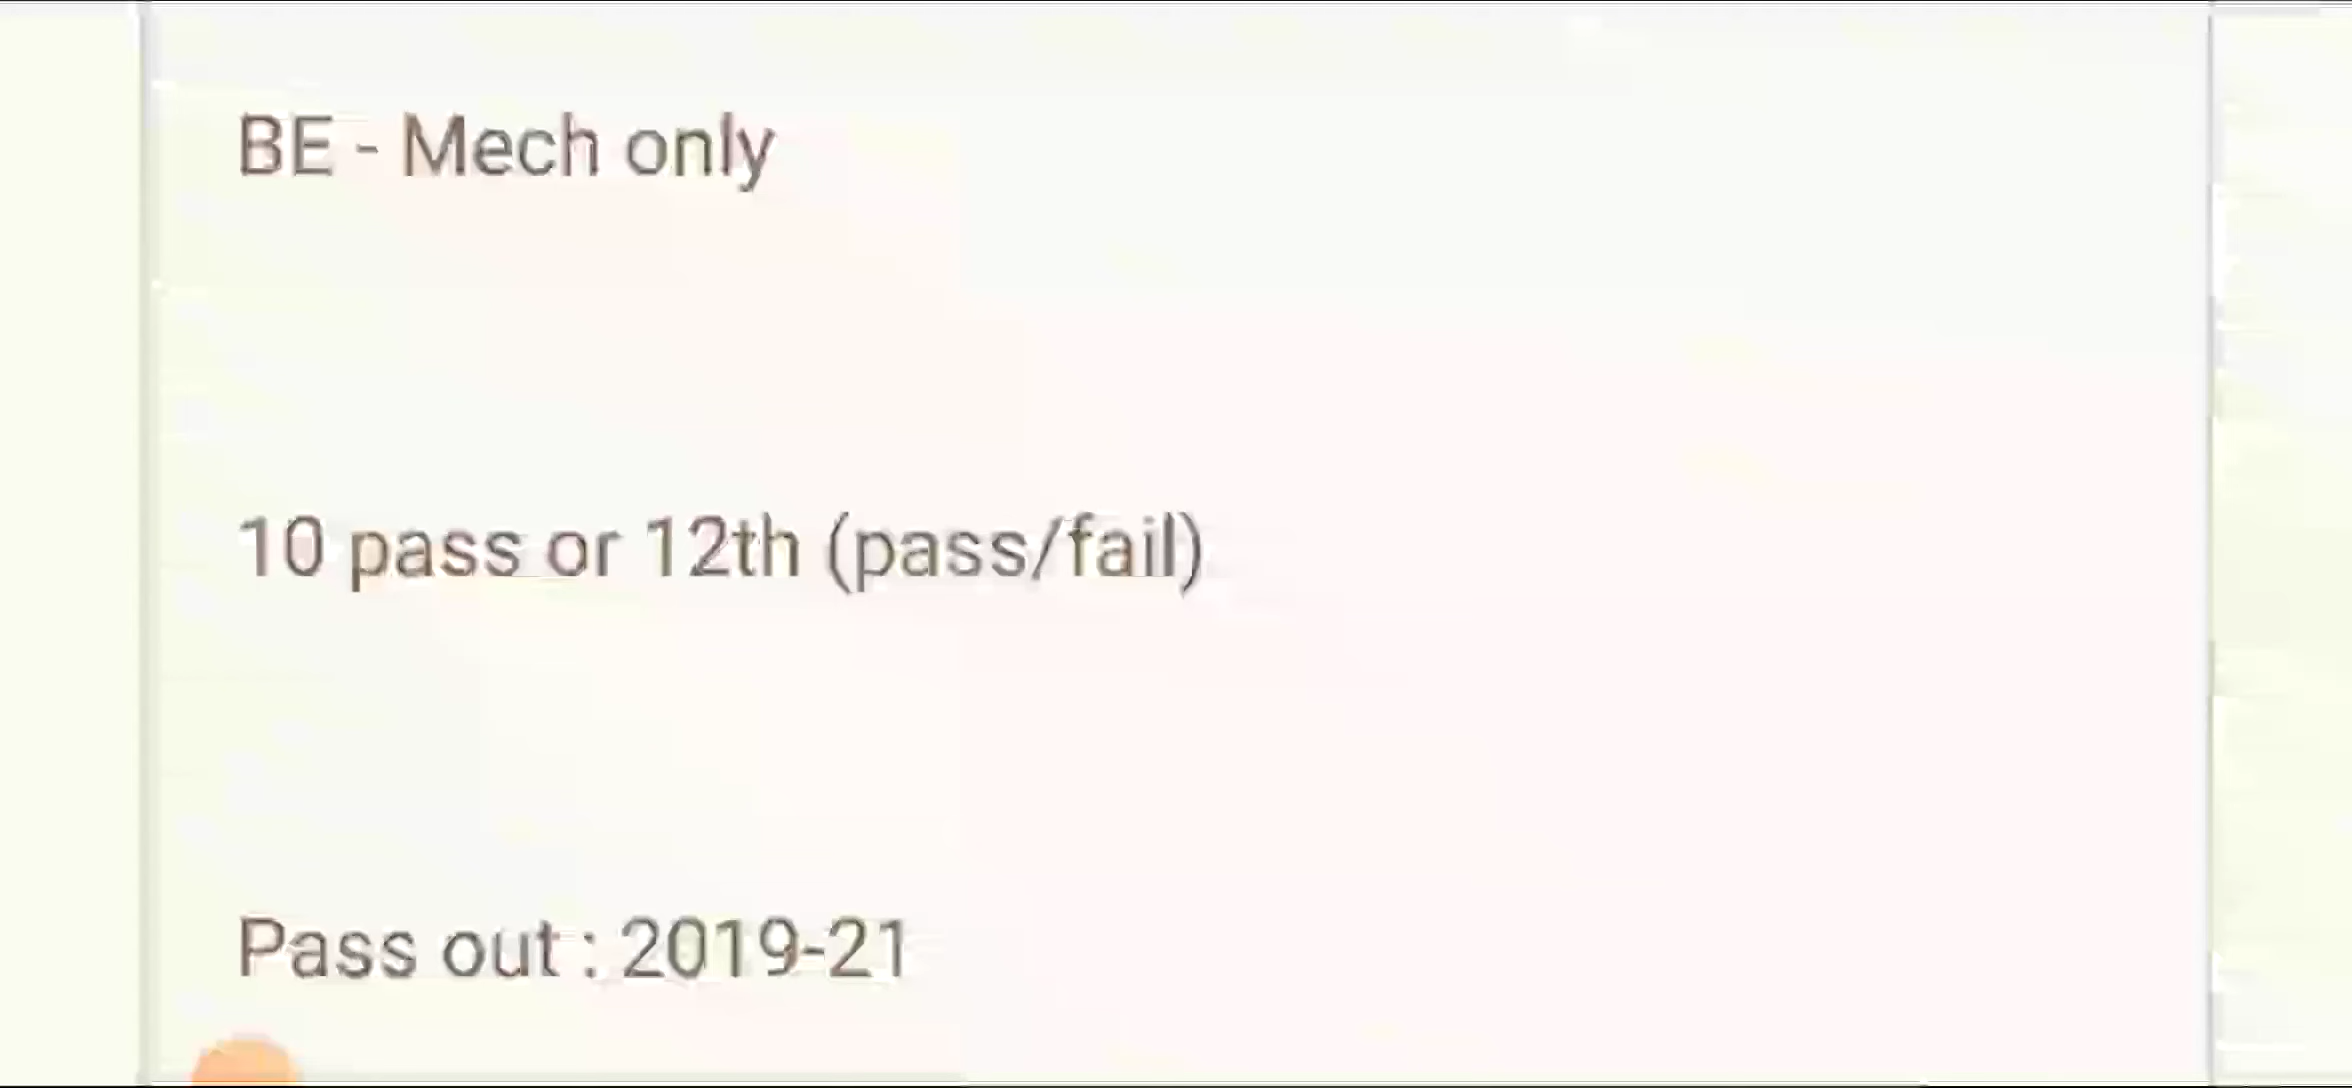 BE - Mech only
10 pass or 12th (pass/fail)
Pass out : 2019-21